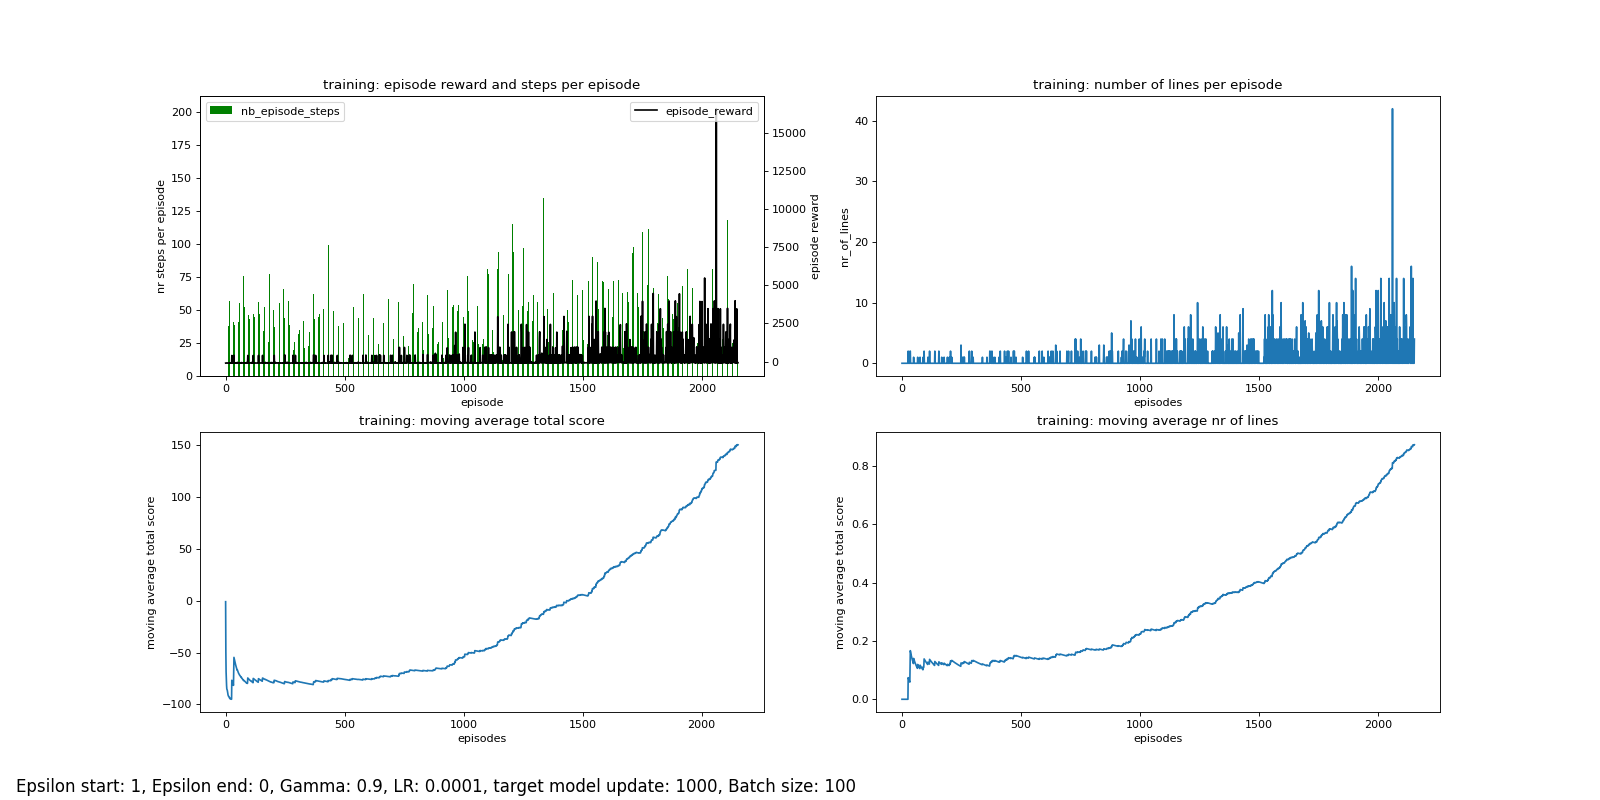 training: episode reward and steps per episode
nb_episode_steps
episode_reward
200
175
150
125
100
75
50
25
0
nr steps per episode
15000
12500
10000
7500
5000
2500
0
episode reward
0 500 1000 1500 2000
episode
training: number of lines per episode
40
30
20
10
0
nr_of_lines
0 500 1000 1500 2000
episodes
training: moving average total score
150
100
50
0
−50
−100
moving average total score
0 500 1000 1500 2000
episodes
training: moving average nr of lines
0.8
0.6
0.4
0.2
0.0
moving average total score
0 500 1000 1500 2000
episodes
Epsilon start: 1, Epsilon end: 0, Gamma: 0.9, LR: 0.0001, target model update: 1000, Batch size: 100